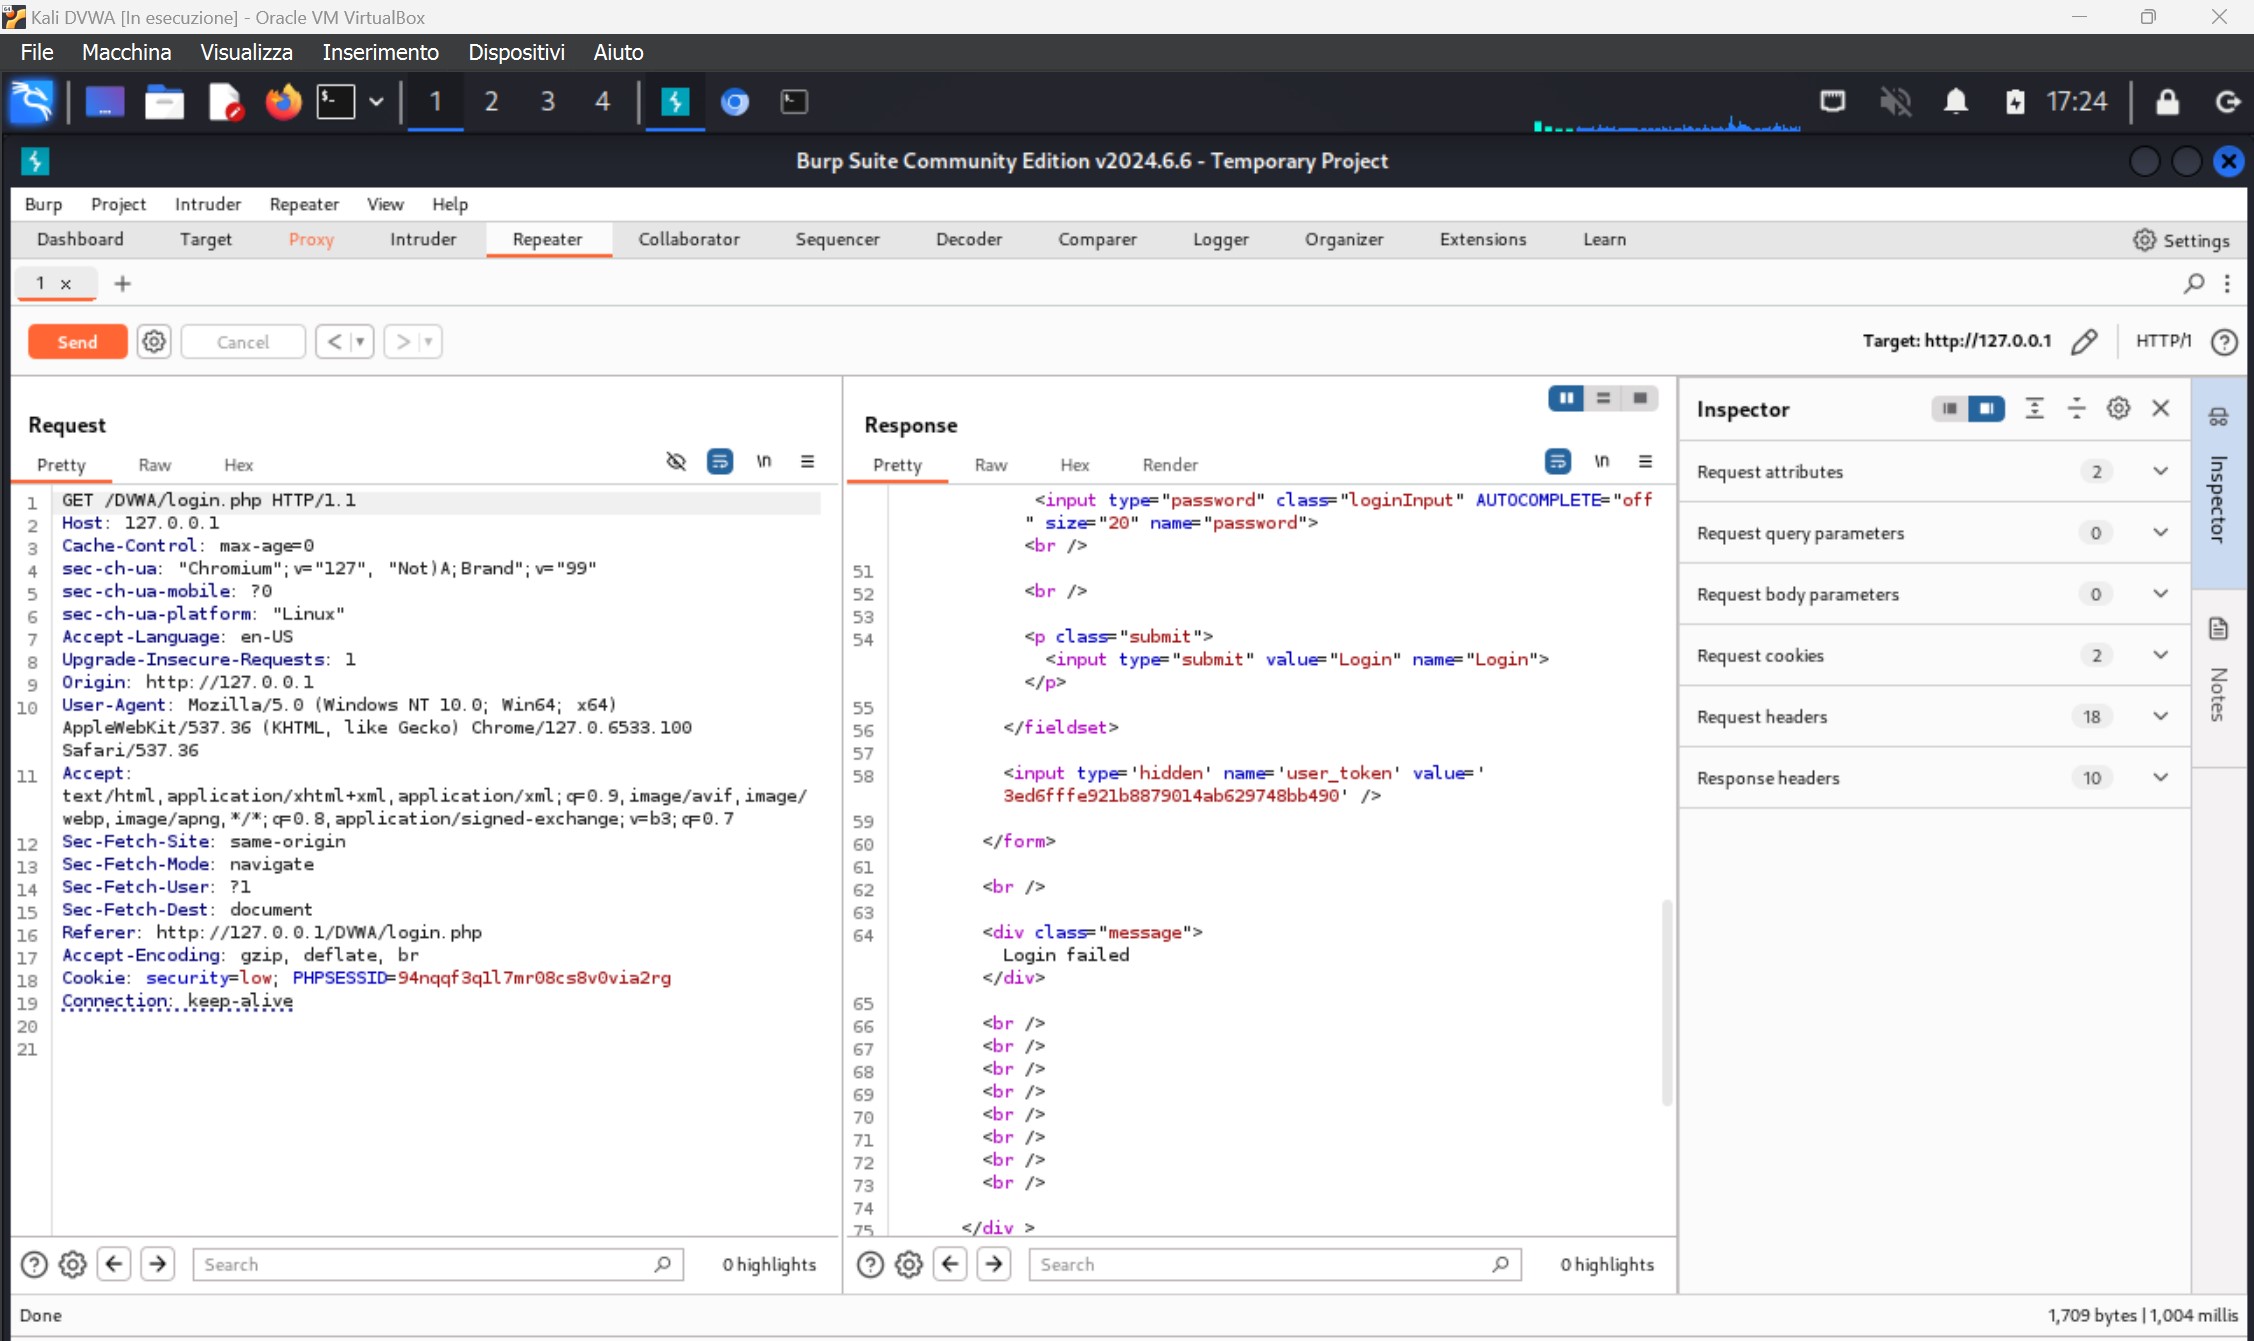 Kali DVWA [In esecuzione] - Oracle VM VirtualBox
File Macchina Visualizza Inserimento Dispositivi Aiuto
1 2 3 4 17:24
Burp Suite Community Edition v2024.6.6 - Temporary Project
Burp Project Intruder Repeater View Help
Dashboard Target Proxy Intruder Repeater Collaborator Sequencer Decoder Comparer Logger Organizer Extensions Learn Settings
1 × +
Send Cancel < > Target: http://127.0.0.1 HTTP/1
Request
Pretty Raw Hex \n
1 GET /DVWA/login.php HTTP/1.1
2 Host: 127.0.0.1
3 Cache-Control: max-age=0
4 sec-ch-ua: "Chromium";v="127", "Not)A;Brand";v="99"
5 sec-ch-ua-mobile: ?0
6 sec-ch-ua-platform: "Linux"
7 Accept-Language: en-US
8 Upgrade-Insecure-Requests: 1
9 Origin: http://127.0.0.1
10 User-Agent: Mozilla/5.0 (Windows NT 10.0; Win64; x64)
AppleWebKit/537.36 (KHTML, like Gecko) Chrome/127.0.6533.100
Safari/537.36
11 Accept:
text/html,application/xhtml+xml,application/xml;q=0.9,image/avif,image/
webp,image/apng,*/*;q=0.8,application/signed-exchange;v=b3;q=0.7
12 Sec-Fetch-Site: same-origin
13 Sec-Fetch-Mode: navigate
14 Sec-Fetch-User: ?1
15 Sec-Fetch-Dest: document
16 Referer: http://127.0.0.1/DVWA/login.php
17 Accept-Encoding: gzip, deflate, br
18 Cookie: security=low; PHPSESSID=94nqqf3q1l7mr08cs8v0via2rg
19 Connection: keep-alive
20
21
Search 0 highlights
Response
Pretty Raw Hex Render \n
<input type="password" class="loginInput" AUTOCOMPLETE="off
" size="20" name="password">
<br />
51
52 <br />
53
54 <p class="submit">
<input type="submit" value="Login" name="Login">
</p>
55
56 </fieldset>
57
58 <input type='hidden' name='user_token' value='
3ed6fffe921b8879014ab629748bb490' />
59
60 </form>
61
62 <br />
63
64 <div class="message">
Login failed
</div>
65
66 <br />
67 <br />
68 <br />
69 <br />
70 <br />
71 <br />
72 <br />
73 <br />
74
75 </div >
Search 0 highlights
Inspector
Request attributes 2
Request query parameters 0
Request body parameters 0
Request cookies 2
Request headers 18
Response headers 10
Inspector
Notes
Done 1,709 bytes | 1,004 millis